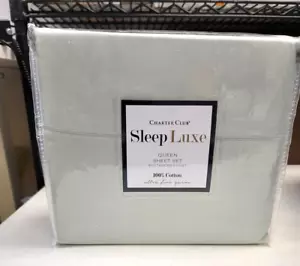 CHARTER CLUB
Sleep Luxe
QUEEN
SHEET SET
100% Cotton